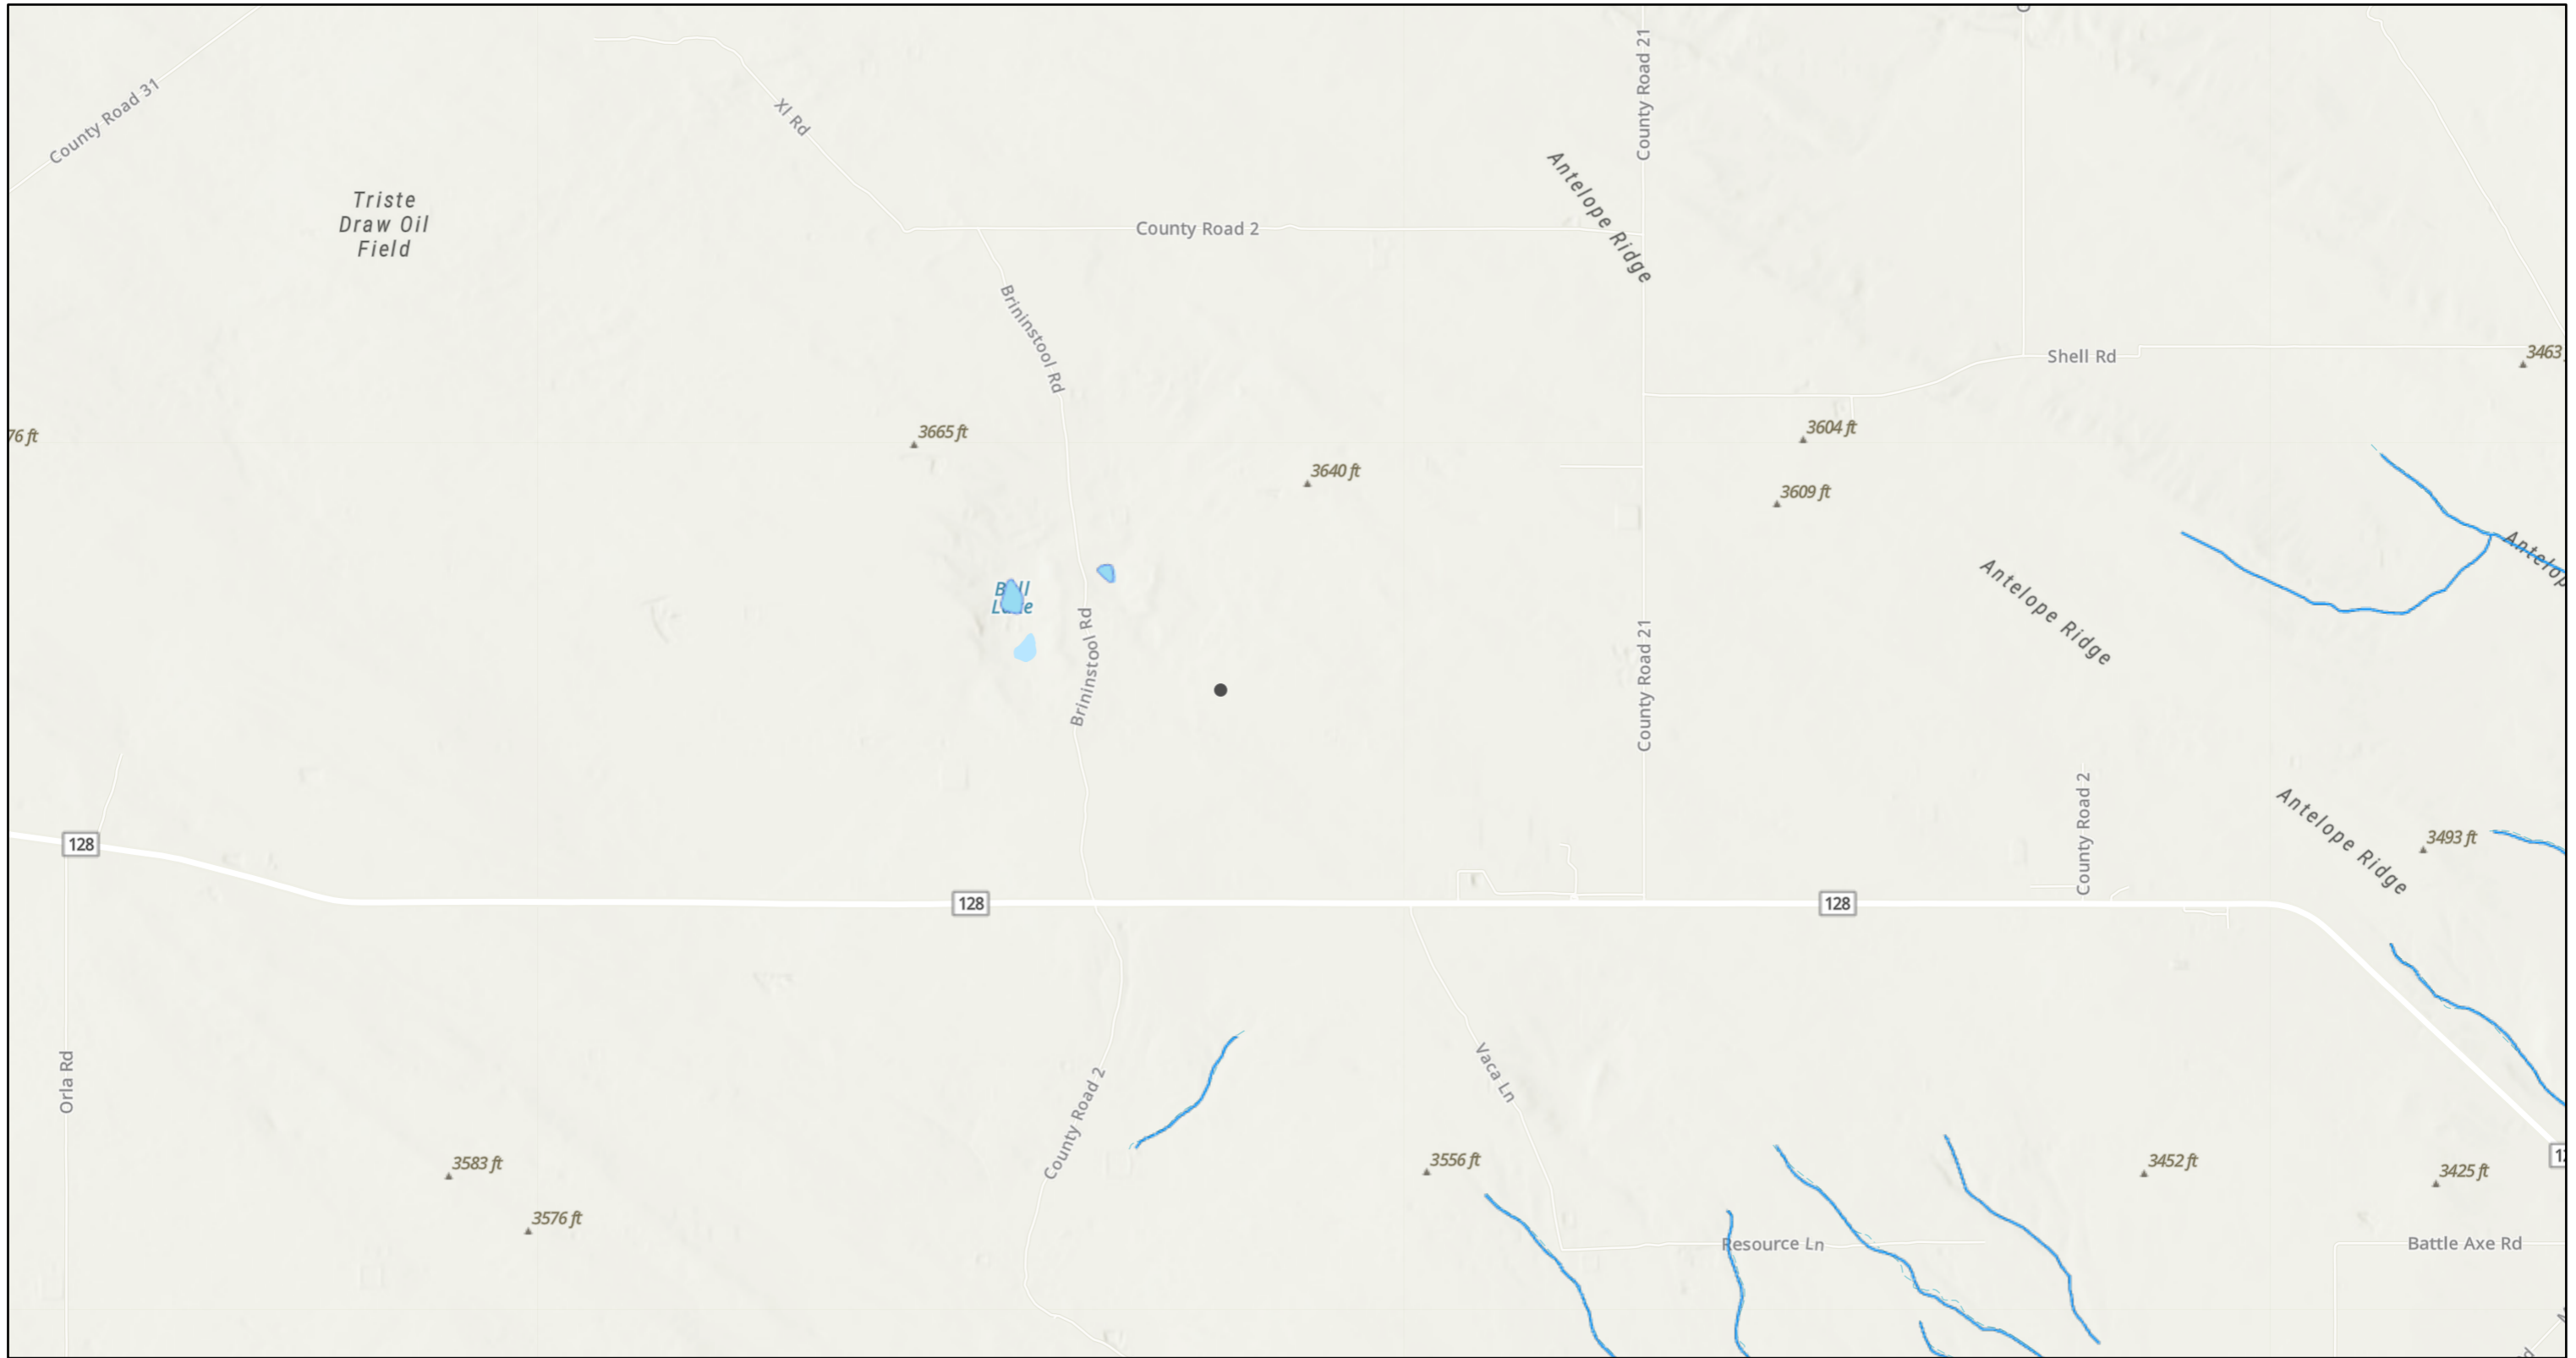 County Road 31
Xl Rd
County Road 21
Triste
Draw Oil
Field
County Road 2
Antelope Ridge
Brininstool Rd
Shell Rd
3463
76 ft
3665 ft
3604 ft
3640 ft
3609 ft
Antelope Ridge
Antelop
Bell
Lake
Brininstool Rd
County Road 21
128
County Road 2
Antelope Ridge
3493 ft
128
128
Orla Rd
County Road 2
Vaca Ln
3583 ft
3576 ft
3556 ft
3452 ft
3425 ft
Resource Ln
Battle Axe Rd